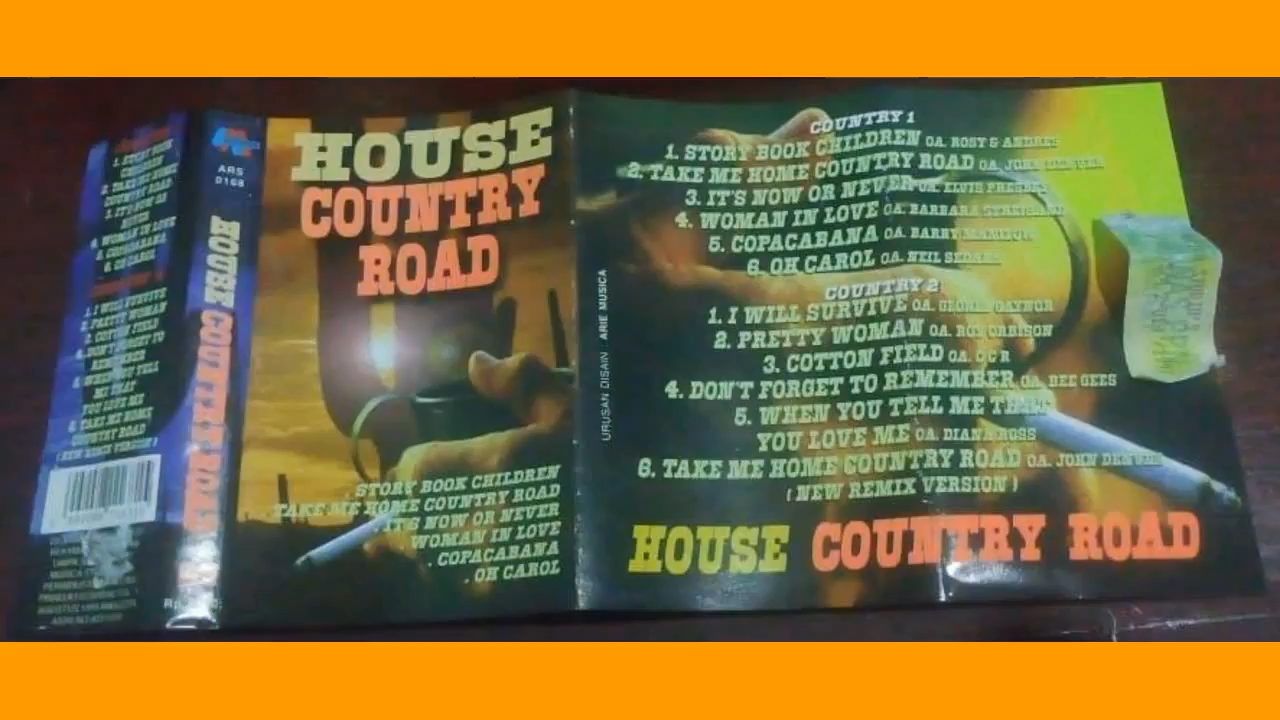 1. STORY BOOK
CHILDREN
2. TAKE ME HOME
COUNTRY ROAD
3. IT'S NOW OR
NEVER
4. WOMAN IN LOVE
5. COPACABANA
6. OH CAROL
1. I WILL SURVIVE
2. PRETTY WOMAN
3. COTTON FIELD
4. DON'T FORGET TO
REMEMBER
5. WHEN YOU TELL
ME THAT
YOU LOVE ME
6. TAKE ME HOME
COUNTRY ROAD
( NEW REMIX VERSION )
ARS
0168
HOUSE COUNTRY ROAD
HOUSE
COUNTRY
ROAD
. STORY BOOK CHILDREN
. TAKE ME HOME COUNTRY ROAD
. IT'S NOW OR NEVER
. WOMAN IN LOVE
. COPACABANA
. OH CAROL
URUSAN DISAIN : ARIE MUSICA
COUNTRY 1
1. STORY BOOK CHILDREN OA. ROSY & ANDRES
2. TAKE ME HOME COUNTRY ROAD OA. JOHN DENVER
3. IT'S NOW OR NEVER OA. ELVIS PRESLEY
4. WOMAN IN LOVE OA. BARBARA STREISAND
5. COPACABANA OA. BARRY MANILOW
6. OH CAROL OA. NEIL SEDAKA
COUNTRY 2
1. I WILL SURVIVE OA. GLORIA GAYNOR
2. PRETTY WOMAN OA. ROY ORBISON
3. COTTON FIELD OA. CCR
4. DON'T FORGET TO REMEMBER OA. BEE GEES
5. WHEN YOU TELL ME THAT
YOU LOVE ME OA. DIANA ROSS
6. TAKE ME HOME COUNTRY ROAD OA. JOHN DENVER
( NEW REMIX VERSION )
HOUSE COUNTRY ROAD